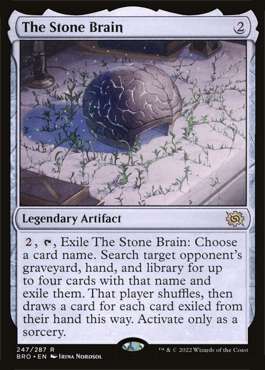 The Stone Brain 2
Legendary Artifact
2, , Exile The Stone Brain: Choose
a card name. Search target opponent's
graveyard, hand, and library for up
to four cards with that name and
exile them. That player shuffles, then
draws a card for each card exiled from
their hand this way. Activate only as a
sorcery.
247/287 R
BRO • EN Irina Nordsol
™ & © 2022 Wizards of the Coast